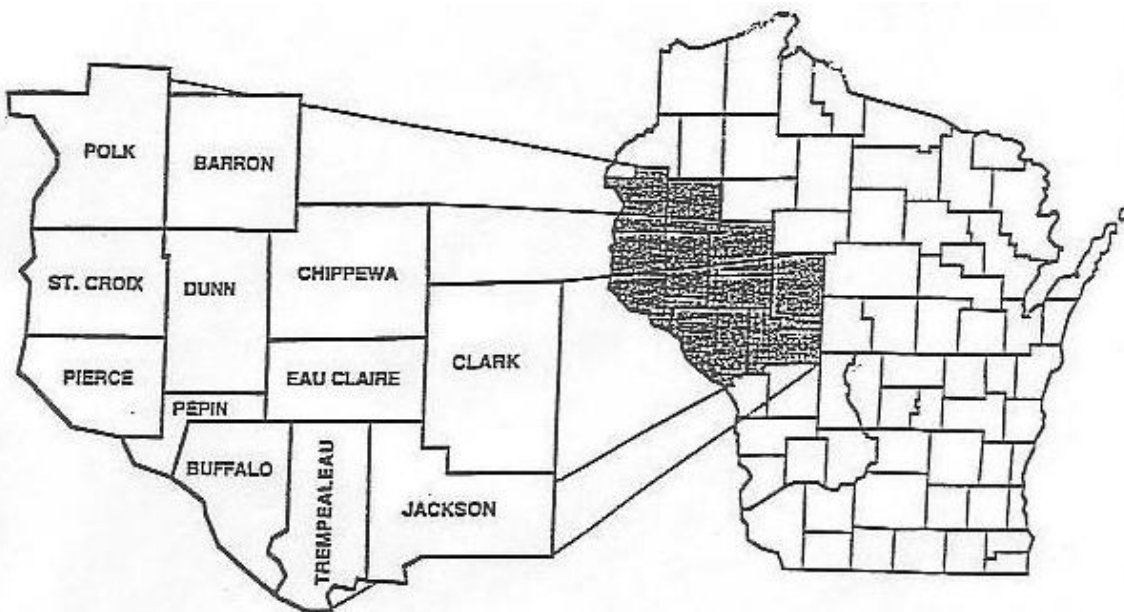 POLK
BARRON
ST. CROIX
DUNN
CHIPPEWA
PIERCE
EAU CLAIRE
CLARK
PEPIN
BUFFALO
TREMPEALEAU
JACKSON